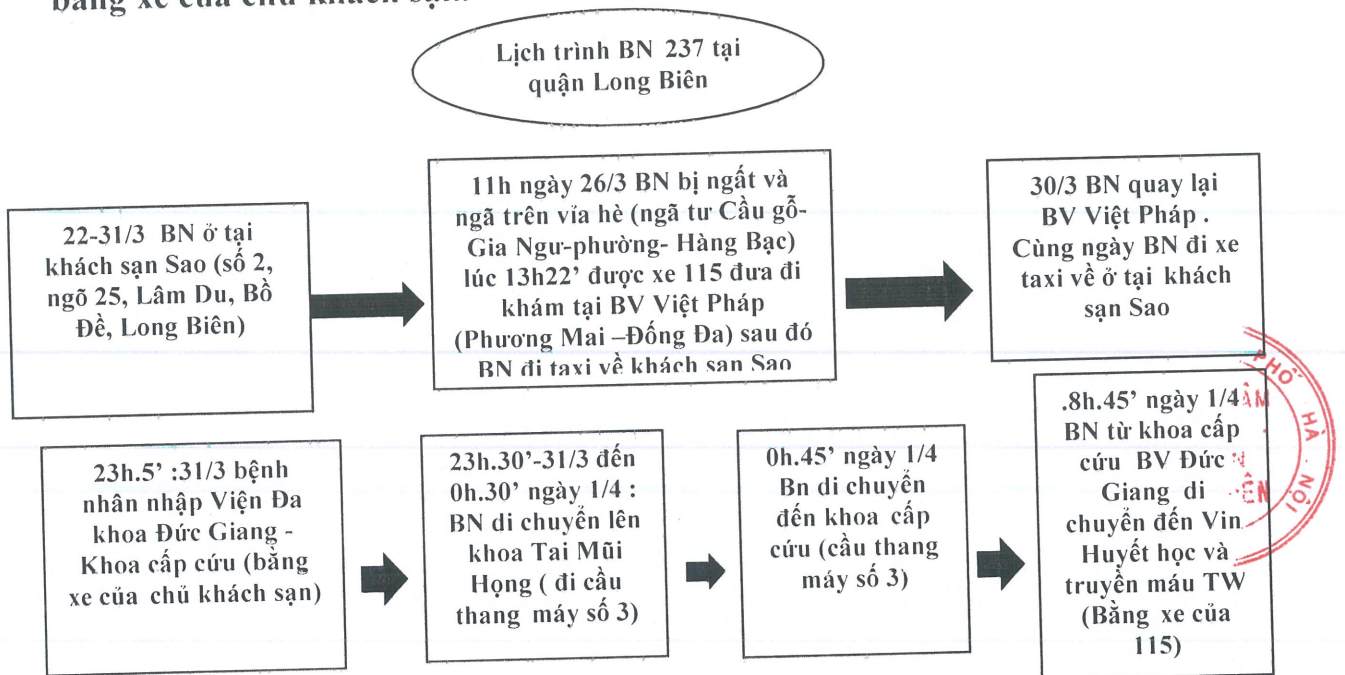 bằng xe của chủ khách sạn.
Lịch trình BN 237 tại
quận Long Biên
22-31/3 BN ở tại
khách sạn Sao (số 2,
ngõ 25, Lâm Du, Bồ
Đề, Long Biên)
11h ngày 26/3 BN bị ngất và
ngã trên vỉa hè (ngã tư Cầu gỗ-
Gia Ngư-phường- Hàng Bạc)
lúc 13h22’ được xe 115 đưa đi
khám tại BV Việt Pháp
(Phương Mai –Đống Đa) sau đó
BN đi taxi về khách sạn Sao
30/3 BN quay lại
BV Việt Pháp .
Cùng ngày BN đi xe
taxi về ở tại khách
sạn Sao
23h.5’ :31/3 bệnh
nhân nhập Viện Đa
khoa Đức Giang -
Khoa cấp cứu (bằng
xe của chủ khách sạn)
23h.30’-31/3 đến
0h.30’ ngày 1/4 :
BN di chuyển lên
khoa Tai Mũi
Họng ( đi cầu
thang máy số 3)
0h.45’ ngày 1/4
Bn di chuyển
đến khoa cấp
cứu (cầu thang
máy số 3)
.8h.45’ ngày 1/4
BN từ khoa cấp
cứu BV Đức
Giang di
chuyển đến Vin
Huyết học và
truyền máu TW
(Bằng xe của
115)
PHỐ HÀ NỘI